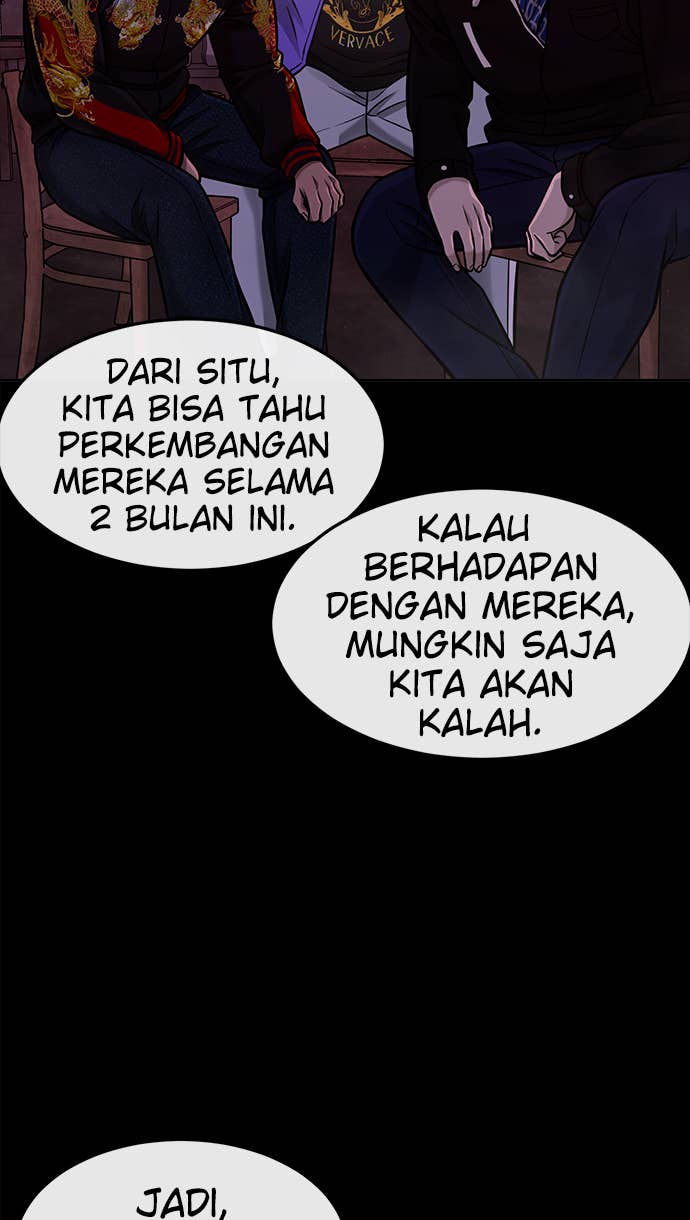 VERVACE
DARI SITU,
KITA BISA TAHU
PERKEMBANGAN
MEREKA SELAMA
2 BULAN INI.
KALAU
BERHADAPAN
DENGAN MEREKA,
MUNGKIN SAJA
KITA AKAN
KALAH.
JADI,